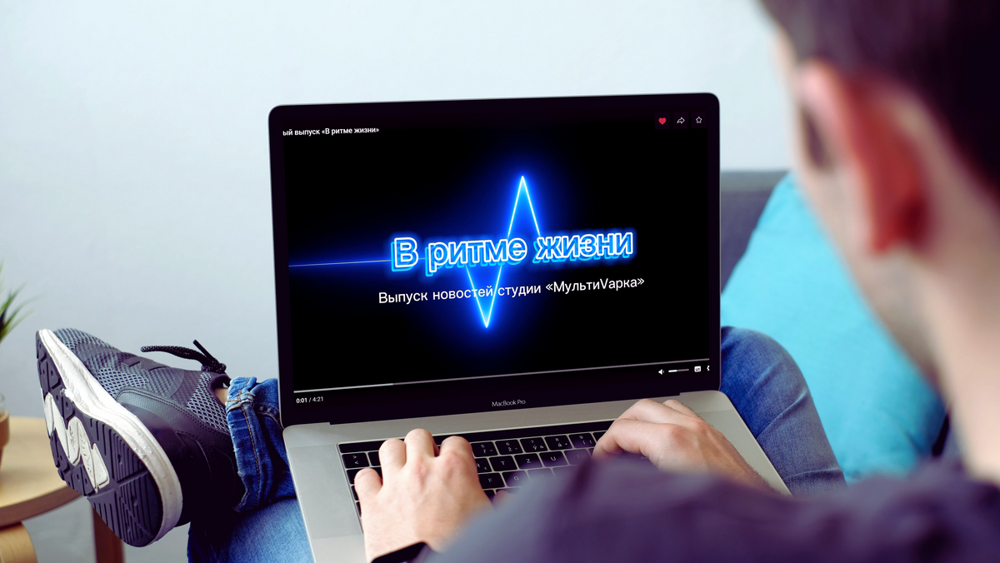 ый выпуск «В ритме жизни»
В ритме жизни
Выпуск новостей студии «МультиVарка»
0:01 / 4:21
MacBook Pro
T Z U